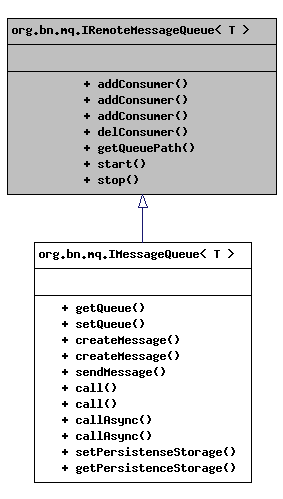 org.bn.mq.IRemoteMessageQueue< T >
+ addConsumer()
+ addConsumer()
+ addConsumer()
+ delConsumer()
+ getQueuePath()
+ start()
+ stop()
org.bn.mq.IMessageQueue< T >
+ getQueue()
+ setQueue()
+ createMessage()
+ createMessage()
+ sendMessage()
+ call()
+ call()
+ callAsync()
+ callAsync()
+ setPersistenseStorage()
+ getPersistenceStorage()